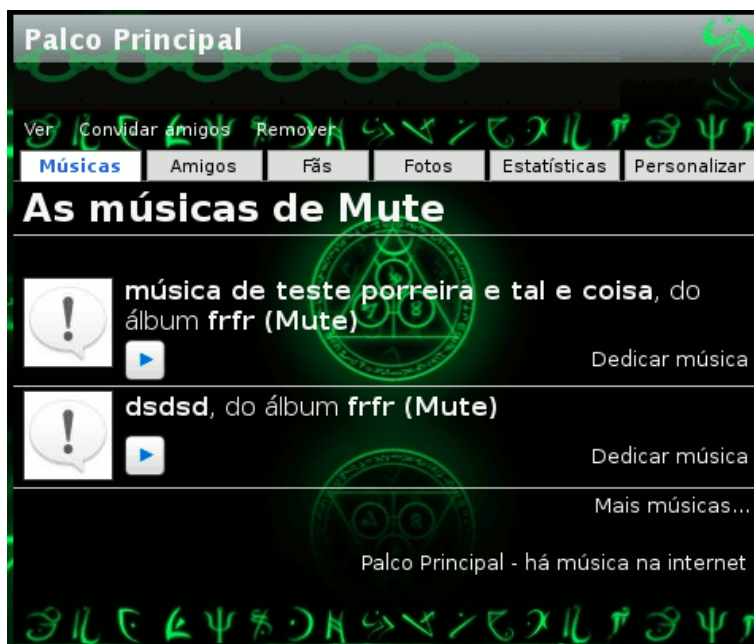 Palco Principal
Ver Convidar amigos Remover
Músicas Amigos Fãs Fotos Estatísticas Personalizar
As músicas de Mute
música de teste porreira e tal e coisa, do
álbum frfr (Mute)
Dedicar música
dsdsd, do álbum frfr (Mute)
Dedicar música
Mais músicas...
Palco Principal - há música na internet